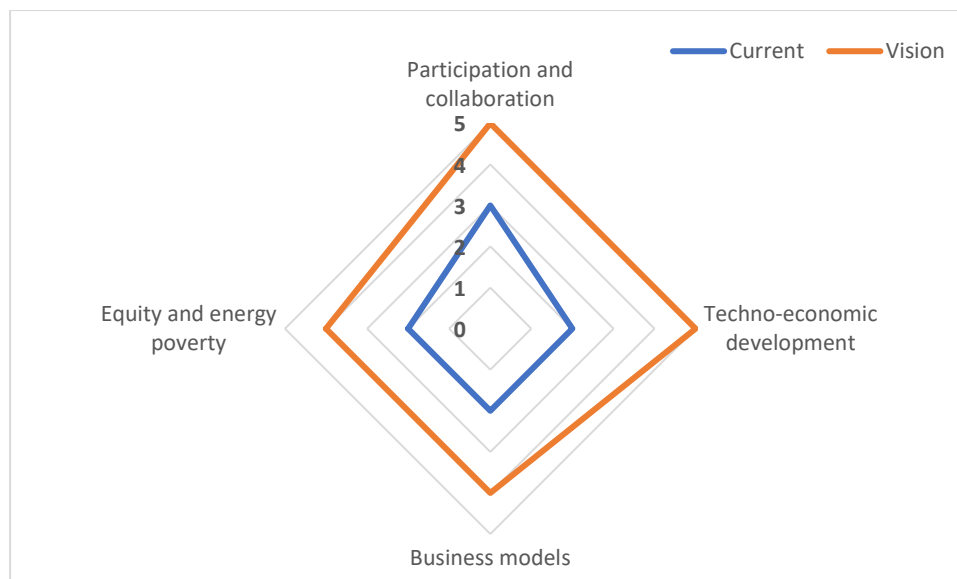 Current Vision
Participation and
collaboration
5
4
3
2
1
0
Equity and energy
poverty
Techno-economic
development
Business models